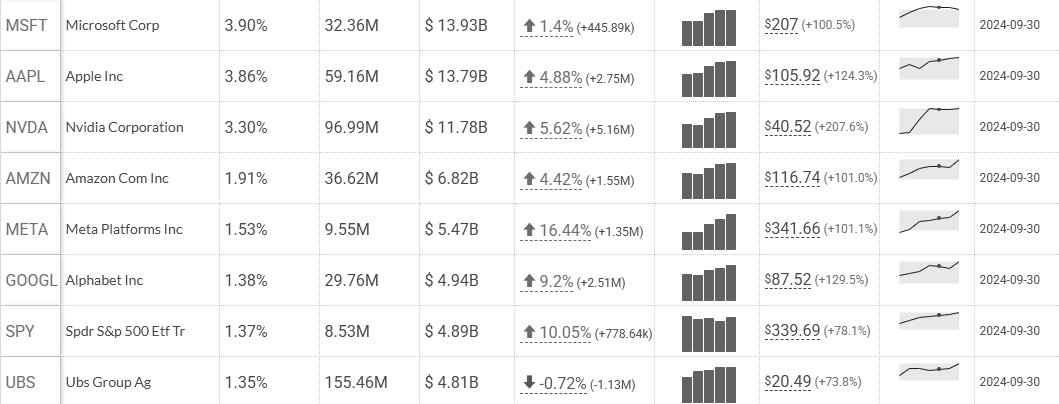 MSFT Microsoft Corp 3.90% 32.36M $ 13.93B 1.4% (+445.89k) $207 (+100.5%) 2024-09-30
AAPL Apple Inc 3.86% 59.16M $ 13.79B 4.88% (+2.75M) $105.92 (+124.3%) 2024-09-30
NVDA Nvidia Corporation 3.30% 96.99M $ 11.78B 5.62% (+5.16M) $40.52 (+207.6%) 2024-09-30
AMZN Amazon Com Inc 1.91% 36.62M $ 6.82B 4.42% (+1.55M) $116.74 (+101.0%) 2024-09-30
META Meta Platforms Inc 1.53% 9.55M $ 5.47B 16.44% (+1.35M) $341.66 (+101.1%) 2024-09-30
GOOGL Alphabet Inc 1.38% 29.76M $ 4.94B 9.2% (+2.51M) $87.52 (+129.5%) 2024-09-30
SPY Spdr S&p 500 Etf Tr 1.37% 8.53M $ 4.89B 10.05% (+778.64k) $339.69 (+78.1%) 2024-09-30
UBS Ubs Group Ag 1.35% 155.46M $ 4.81B -0.72% (-1.13M) $20.49 (+73.8%) 2024-09-30